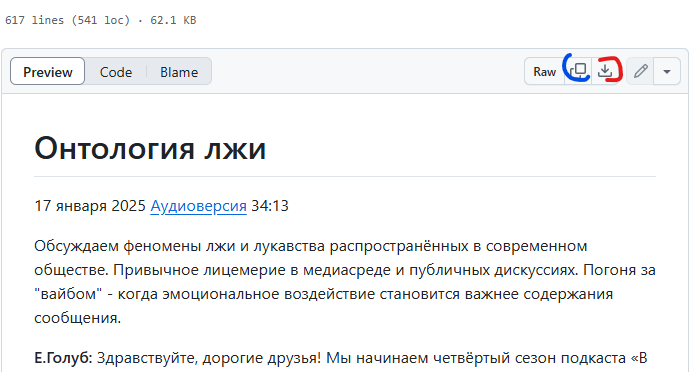 617 lines (541 loc) · 62.1 KB
Preview Code Blame Raw
Онтология лжи
17 января 2025 Аудиоверсия 34:13
Обсуждаем феномены лжи и лукавства распространённых в современном
обществе. Привычное лицемерие в медиасреде и публичных дискуссиях. Погоня за
"вайбом" - когда эмоциональное воздействие становится важнее содержания
сообщения.
Е.Голуб: Здравствуйте, дорогие друзья! Мы начинаем четвёртый сезон подкаста «В